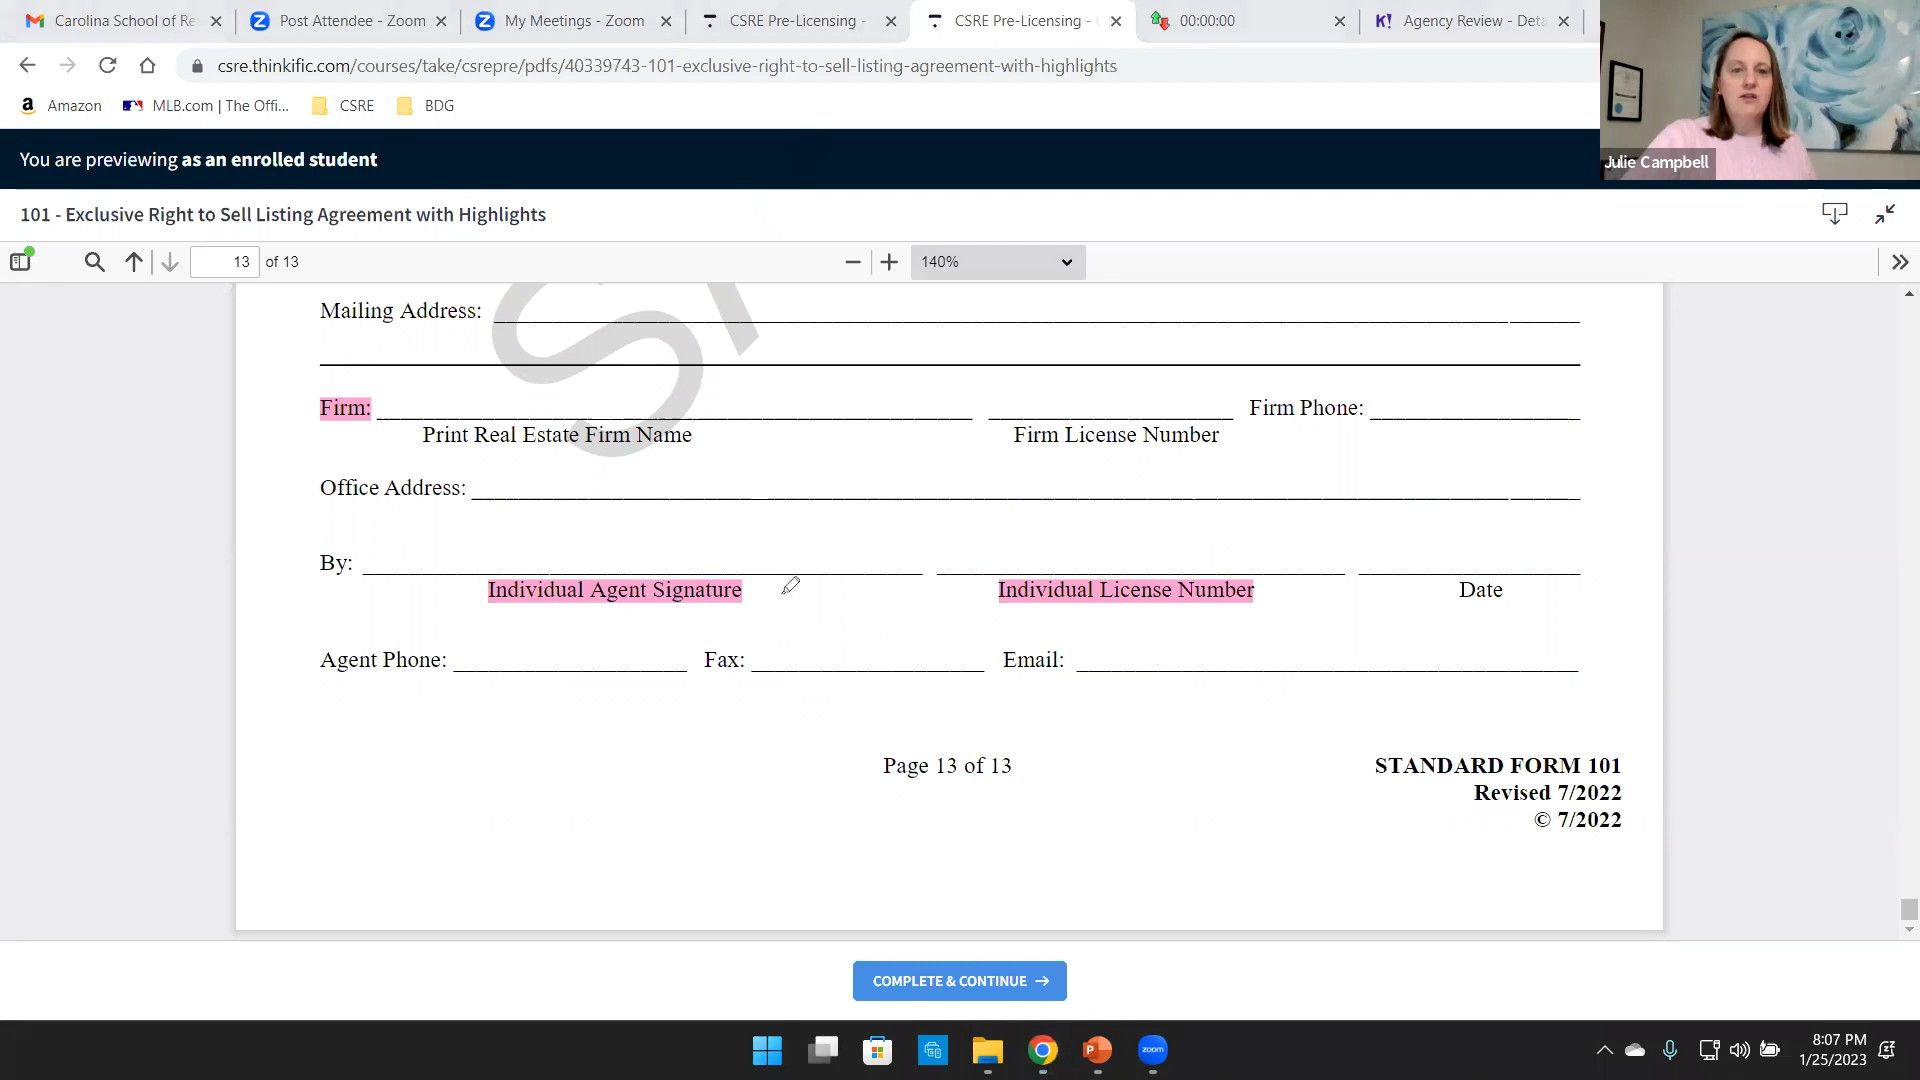 Carolina School of Re
Post Attendee - Zoom
My Meetings - Zoom
CSRE Pre-Licensing -
CSRE Pre-Licensing -
00:00:00
K! Agency Review - Deta
csre.thinkific.com/courses/take/csrepre/pdfs/40339743-101-exclusive-right-to-sell-listing-agreement-with-highlights
Amazon
MLB.com | The Offi...
CSRE
BDG
You are previewing as an enrolled student
Julie Campbell
101 - Exclusive Right to Sell Listing Agreement with Highlights
13 of 13
140%
Mailing Address:
Firm: Firm Phone:
Print Real Estate Firm Name Firm License Number
Office Address:
By:
Individual Agent Signature Individual License Number Date
Agent Phone: Fax: Email:
Page 13 of 13
STANDARD FORM 101
Revised 7/2022
© 7/2022
COMPLETE & CONTINUE →
zoom
8:07 PM
1/25/2023